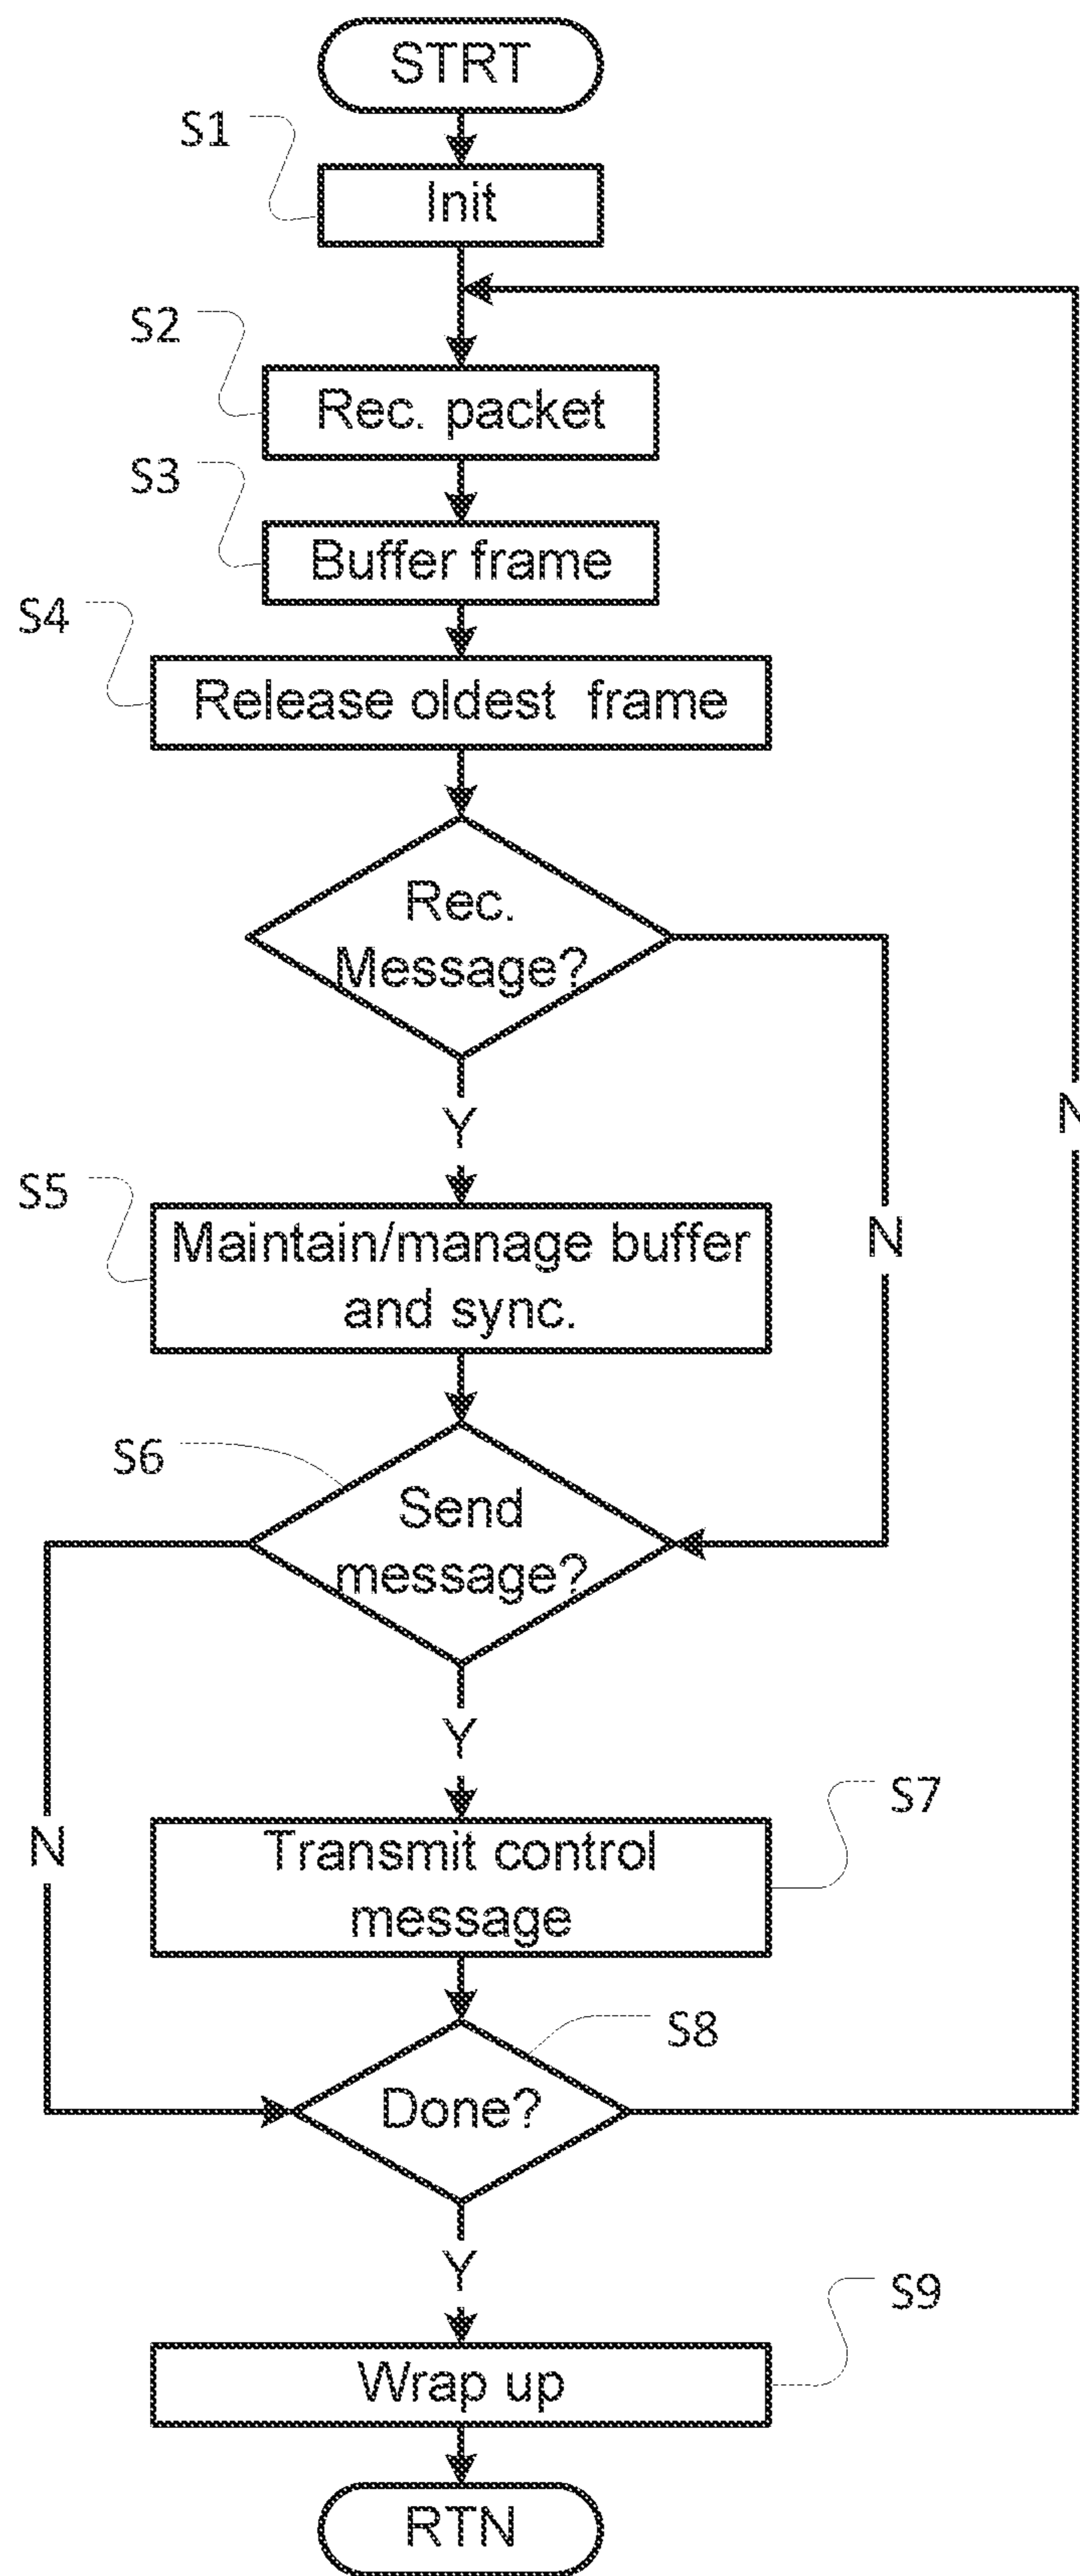 STRT
S1
Init
S2
Rec. packet
S3
Buffer frame
S4
Release oldest frame
Rec.
Message?
Y
N
N
S5
Maintain/manage buffer
and sync.
S6
Send
message?
Y
N
S7
Transmit control
message
S8
Done?
Y
S9
Wrap up
RTN